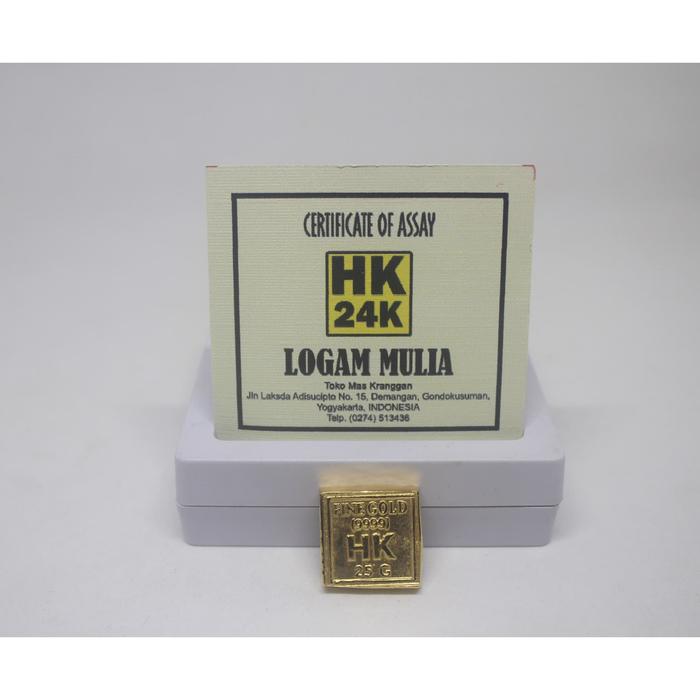 CERTIFICATE OF ASSAY
HK
24K
LOGAM MULIA
Toko Mas Kranggan
Jln Laksda Adisucipto No. 15, Demangan, Gondokusuman,
Yogyakarta, INDONESIA
Telp. (0274) 513436
FINE GOLD
(9999)
HK
25 G